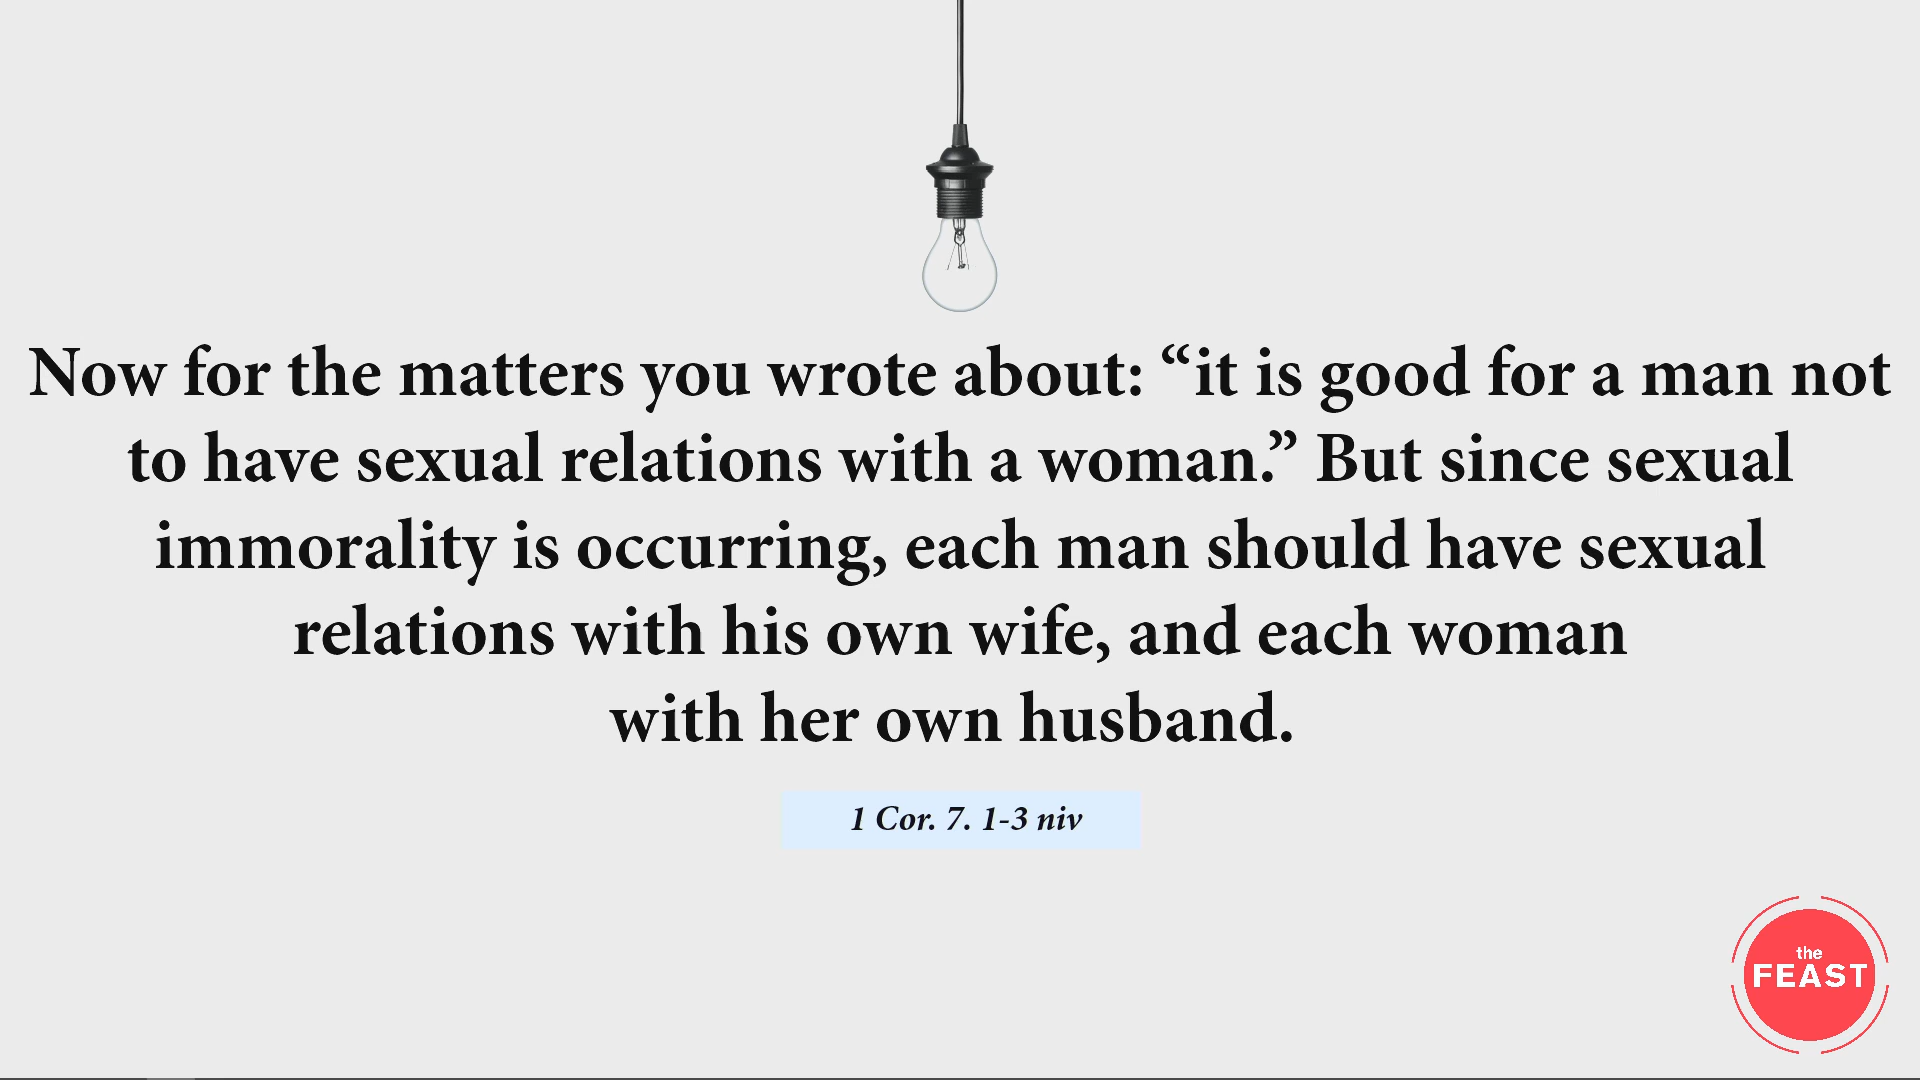 Now for the matters you wrote about: “it is good for a man not
to have sexual relations with a woman.” But since sexual
immorality is occurring, each man should have sexual
relations with his own wife, and each woman
with her own husband.
1 Cor. 7. 1-3 niv
the
FEAST